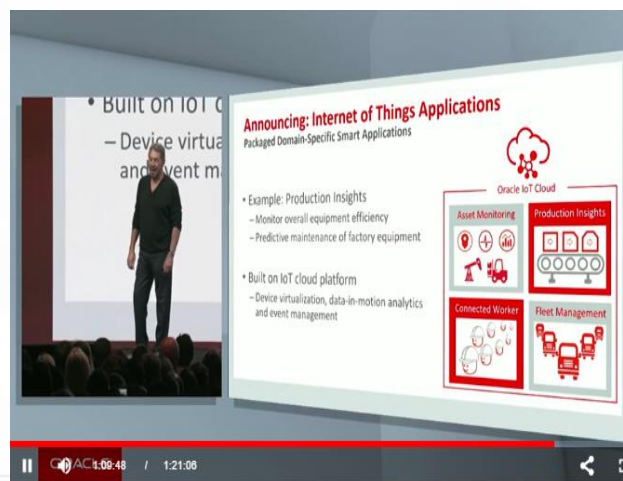 • Built on IoT c
– Device virtua
and event m
Announcing: Internet of Things Applications
Packaged Domain-Specific Smart Applications
• Example: Production Insights
– Monitor overall equipment efficiency
– Predictive maintenance of factory equipment
• Built on IoT cloud platform
– Device virtualization, data-in-motion analytics
and event management
Oracle IoT Cloud
Asset Monitoring
Production Insights
Connected Worker
Fleet Management
ORACLE
1:09:48 / 1:21:06